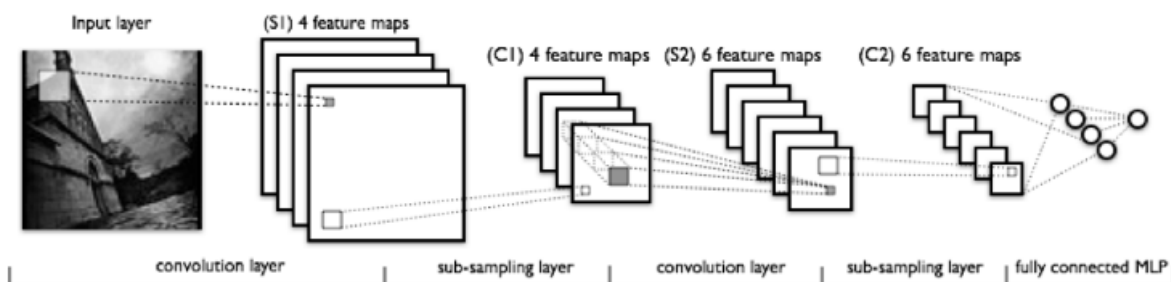 Input layer
(S1) 4 feature maps
(C1) 4 feature maps
(S2) 6 feature maps
(C2) 6 feature maps
convolution layer
sub-sampling layer
convolution layer
sub-sampling layer
fully connected MLP